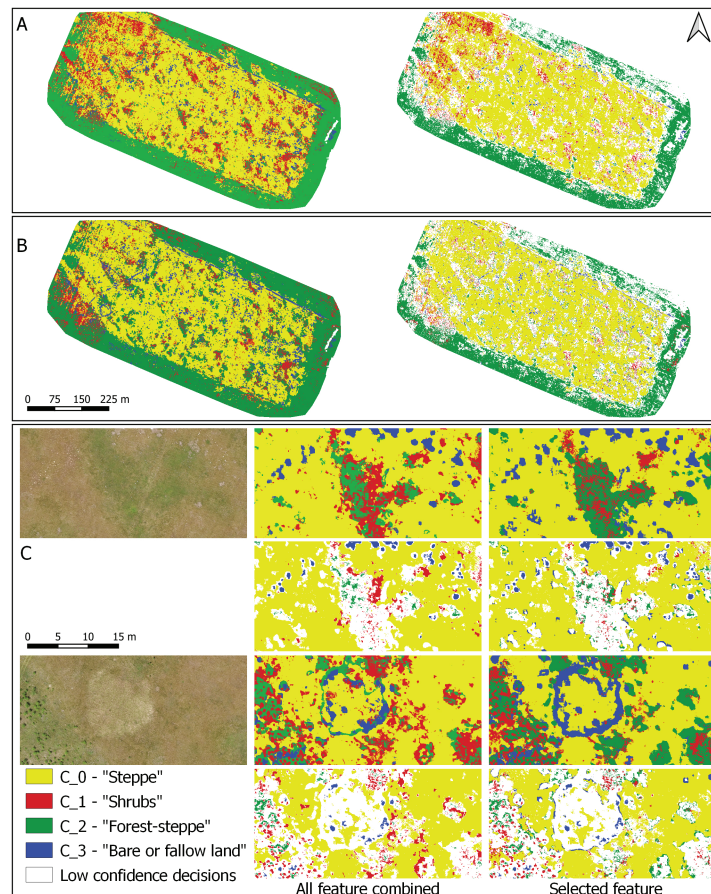 A
B
0 75 150 225 m
C
0 5 10 15 m
C_0 - "Steppe"
C_1 - "Shrubs"
C_2 - "Forest-steppe"
C_3 - "Bare or fallow land"
Low confidence decisions
All feature combined
Selected feature